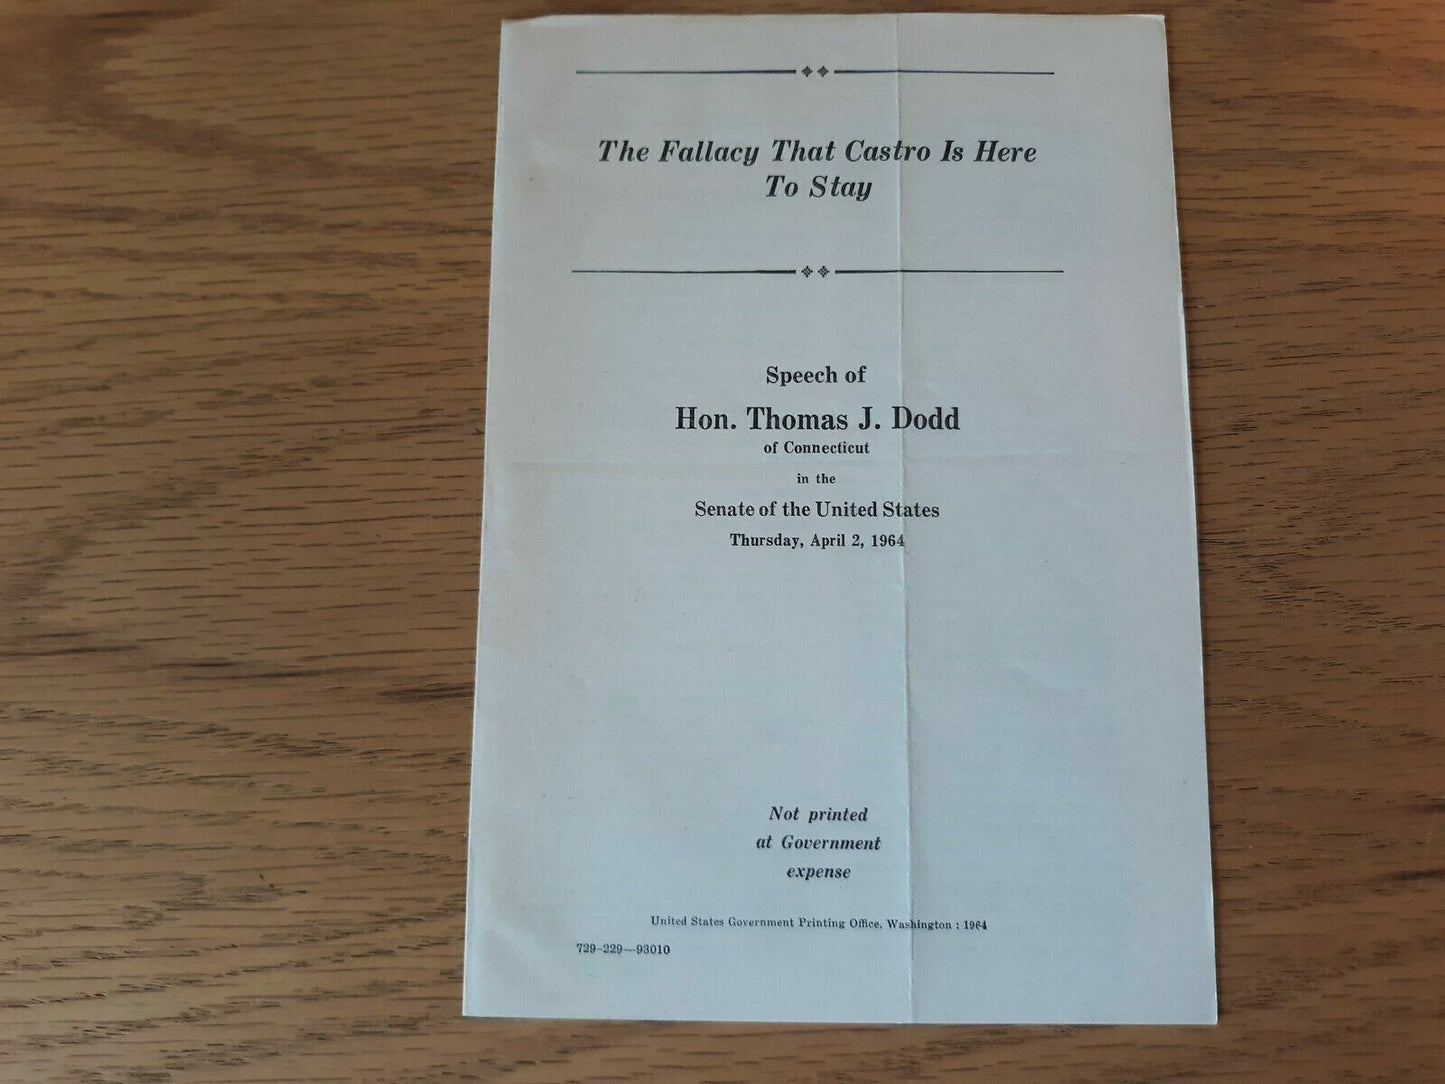 The Fallacy That Castro Is Here
To Stay
Speech of
Hon. Thomas J. Dodd
of Connecticut
in the
Senate of the United States
Thursday, April 2, 1964
Not printed
at Government
expense
United States Government Printing Office, Washington : 1964
729-229—93010